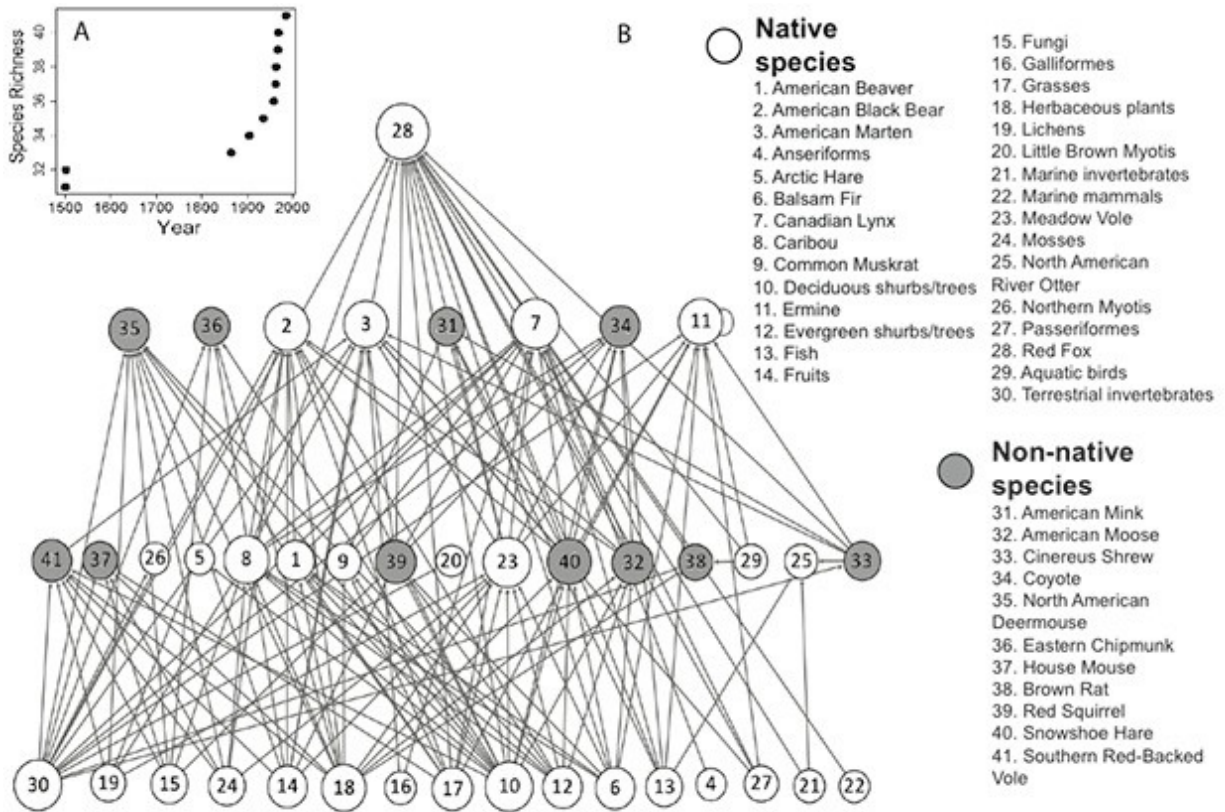 A
Species Richness
40
38
36
34
32
1500 1600 1700 1800 1900 2000
Year
B
28
35 36 2 3 31 7 34 11
41 37 26 5 8 1 9 39 20 23 40 32 38 29 25 33
30 19 15 24 14 18 16 17 10 12 6 13 4 27 21 22
Native
species
1. American Beaver
2. American Black Bear
3. American Marten
4. Anseriforms
5. Arctic Hare
6. Balsam Fir
7. Canadian Lynx
8. Caribou
9. Common Muskrat
10. Deciduous shurbs/trees
11. Ermine
12. Evergreen shurbs/trees
13. Fish
14. Fruits
15. Fungi
16. Galliformes
17. Grasses
18. Herbaceous plants
19. Lichens
20. Little Brown Myotis
21. Marine invertebrates
22. Marine mammals
23. Meadow Vole
24. Mosses
25. North American
River Otter
26. Northern Myotis
27. Passeriformes
28. Red Fox
29. Aquatic birds
30. Terrestrial invertebrates
Non-native
species
31. American Mink
32. American Moose
33. Cinereus Shrew
34. Coyote
35. North American
Deermouse
36. Eastern Chipmunk
37. House Mouse
38. Brown Rat
39. Red Squirrel
40. Snowshoe Hare
41. Southern Red-Backed
Vole